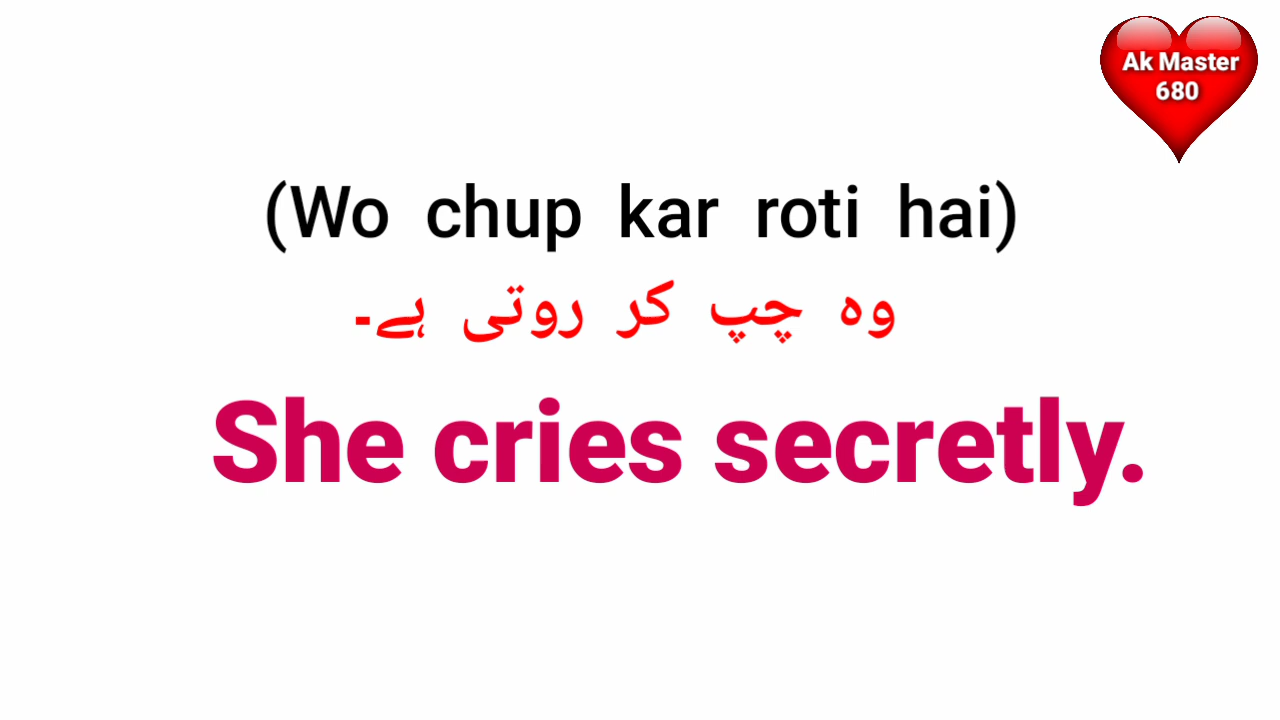 Ak Master
680
(Wo chup kar roti hai)
وہ چپ کر روتی ہے۔
She cries secretly.